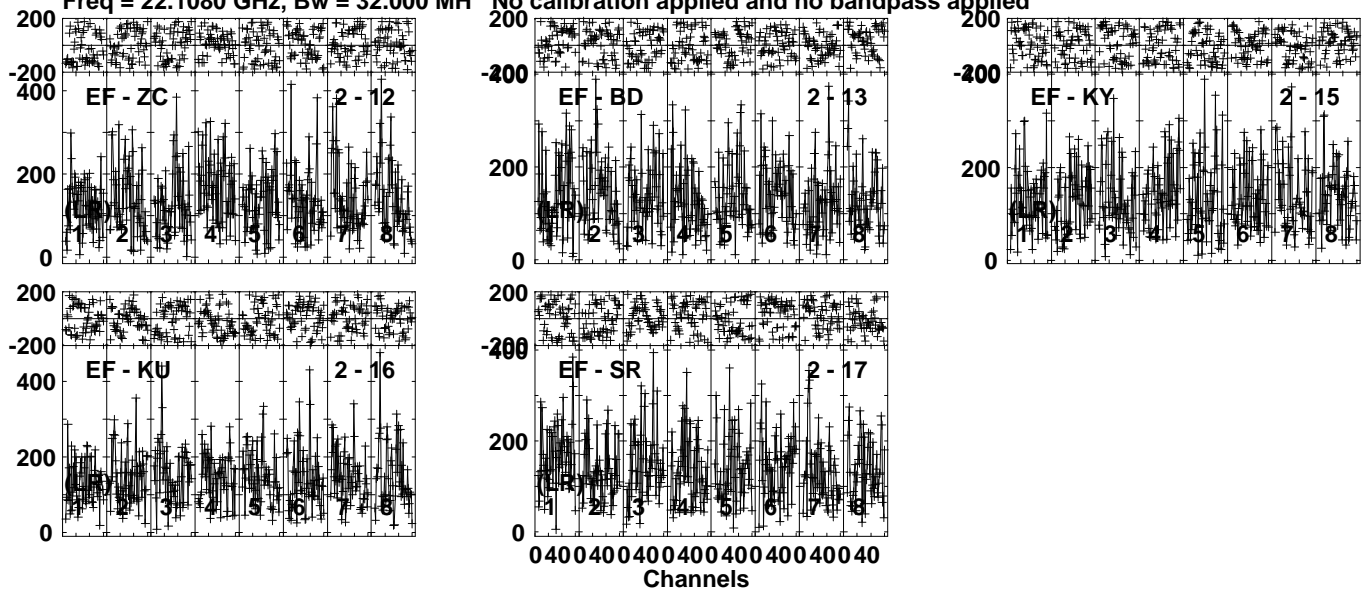 Freq = 22.1080 GHz, Bw = 32.000 MH No calibration applied and no bandpass applied
200
-200
400
200
0
EF - ZC 2 - 12
(LR)
1 2 3 4 5 6 7 8
200
-200
400
200
0
EF - BD 2 - 13
(LR)
1 2 3 4 5 6 7 8
200
-200
400
200
0
EF - KY 2 - 15
(LR)
1 2 3 4 5 6 7 8
200
-200
400
200
0
EF - KU 2 - 16
(LR)
1 2 3 4 5 6 7 8
200
-200
400
200
0
EF - SR 2 - 17
(LR)
1 2 3 4 5 6 7 8
0 40 0 40 0 40 0 40 0 40 0 40 0 40 0 40
Channels